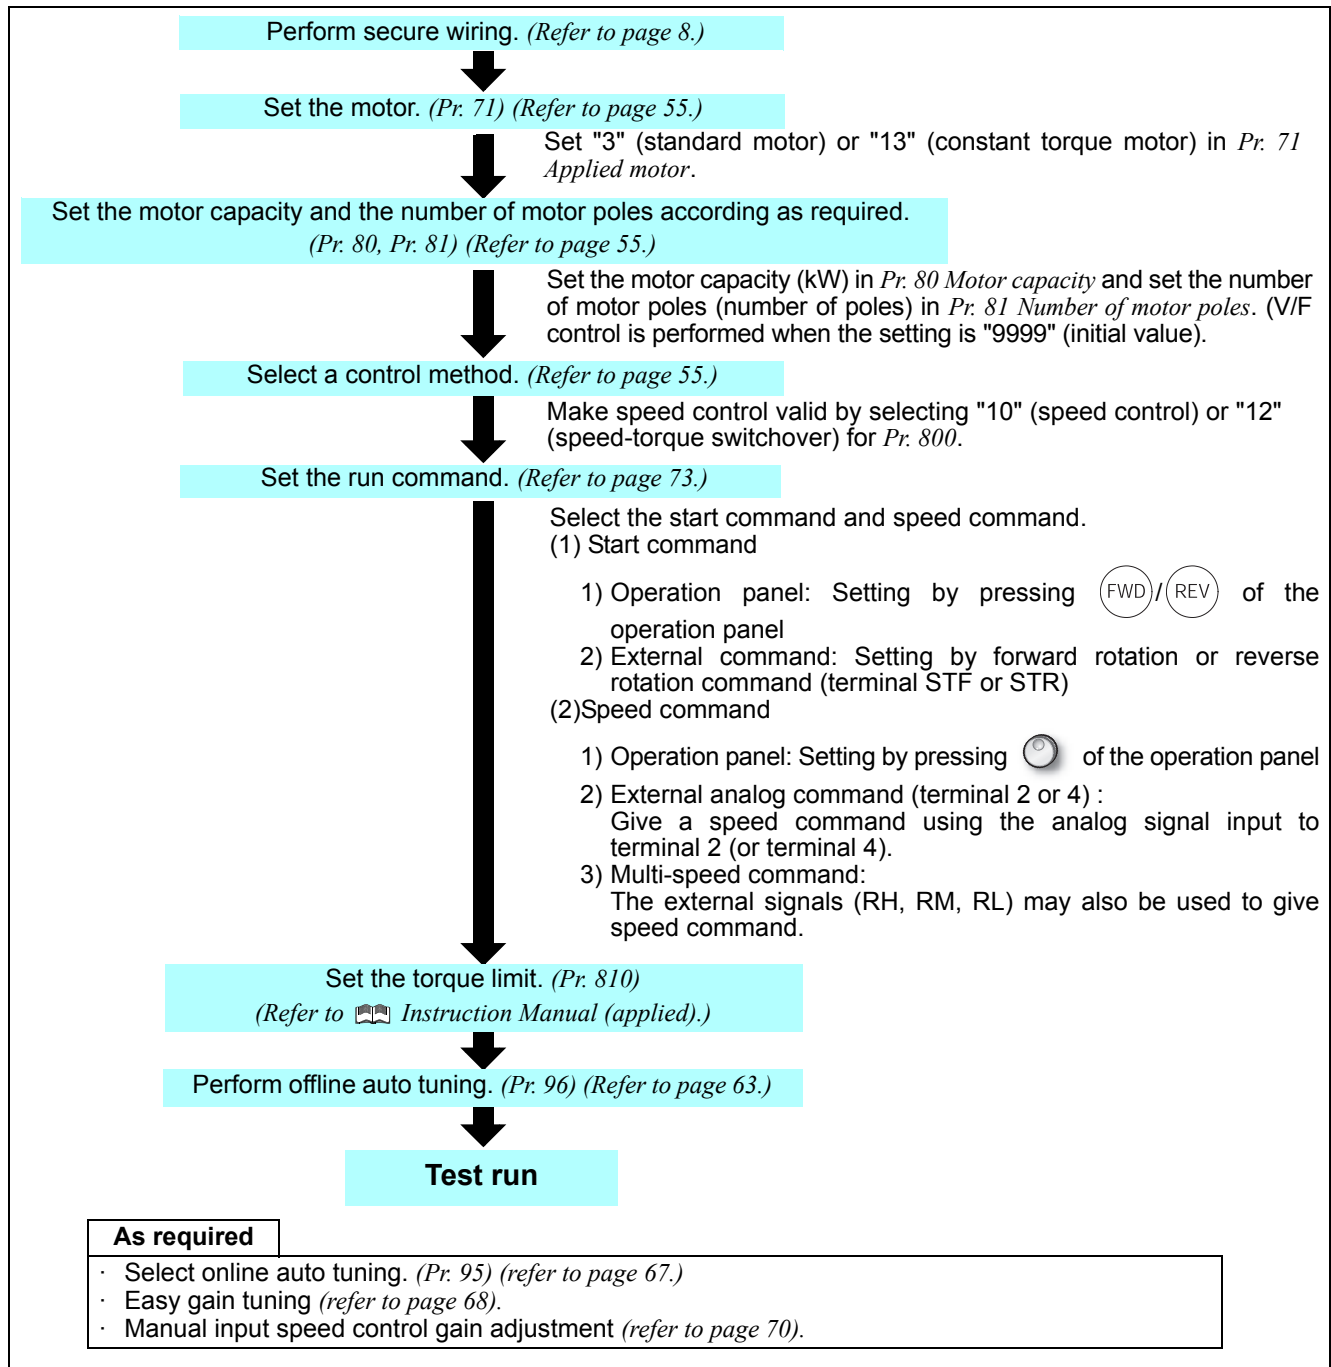 Perform secure wiring. (Refer to page 8.)
Set the motor. (Pr. 71) (Refer to page 55.)
Set "3" (standard motor) or "13" (constant torque motor) in Pr. 71
Applied motor.
Set the motor capacity and the number of motor poles according as required.
(Pr. 80, Pr. 81) (Refer to page 55.)
Set the motor capacity (kW) in Pr. 80 Motor capacity and set the number
of motor poles (number of poles) in Pr. 81 Number of motor poles. (V/F
control is performed when the setting is "9999" (initial value).
Select a control method. (Refer to page 55.)
Make speed control valid by selecting "10" (speed control) or "12"
(speed-torque switchover) for Pr. 800.
Set the run command. (Refer to page 73.)
Select the start command and speed command.
(1) Start command
1) Operation panel: Setting by pressing FWD/REV of the
operation panel
2) External command: Setting by forward rotation or reverse
rotation command (terminal STF or STR)
(2)Speed command
1) Operation panel: Setting by pressing of the operation panel
2) External analog command (terminal 2 or 4) :
Give a speed command using the analog signal input to
terminal 2 (or terminal 4).
3) Multi-speed command:
The external signals (RH, RM, RL) may also be used to give
speed command.
Set the torque limit. (Pr. 810)
(Refer to Instruction Manual (applied).)
Perform offline auto tuning. (Pr. 96) (Refer to page 63.)
Test run
As required
· Select online auto tuning. (Pr. 95) (refer to page 67.)
· Easy gain tuning (refer to page 68).
· Manual input speed control gain adjustment (refer to page 70).